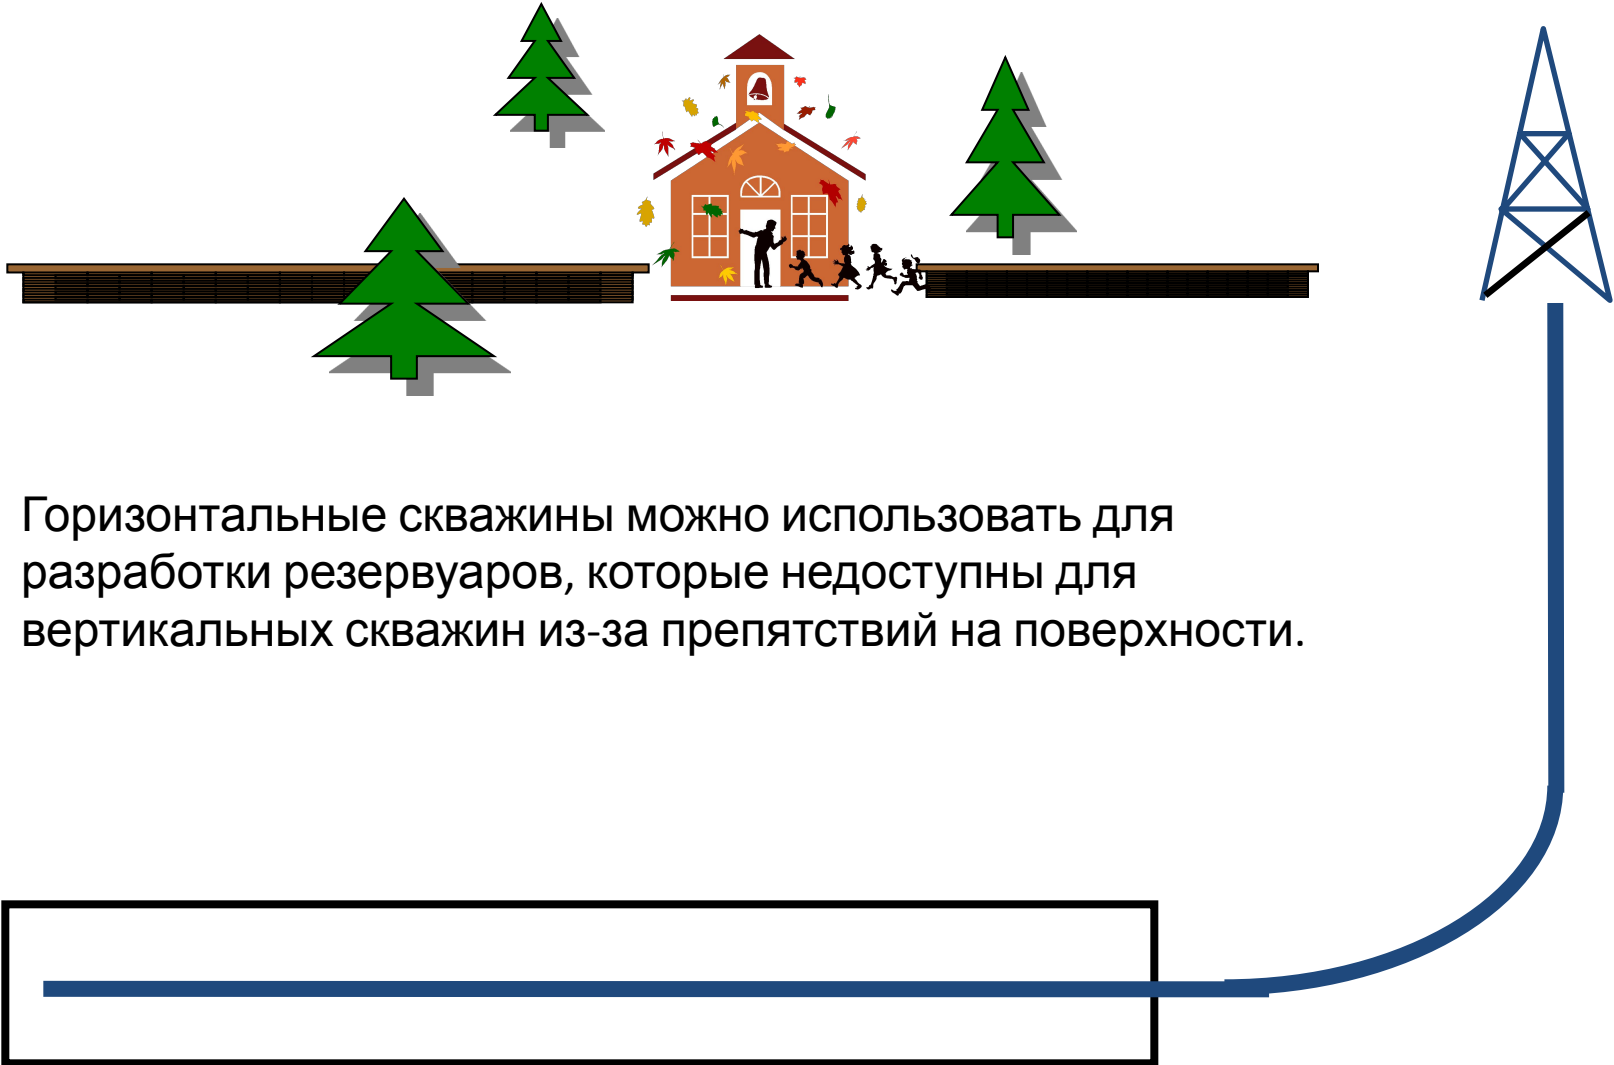 Горизонтальные скважины можно использовать для
разработки резервуаров, которые недоступны для
вертикальных скважин из-за препятствий на поверхности.